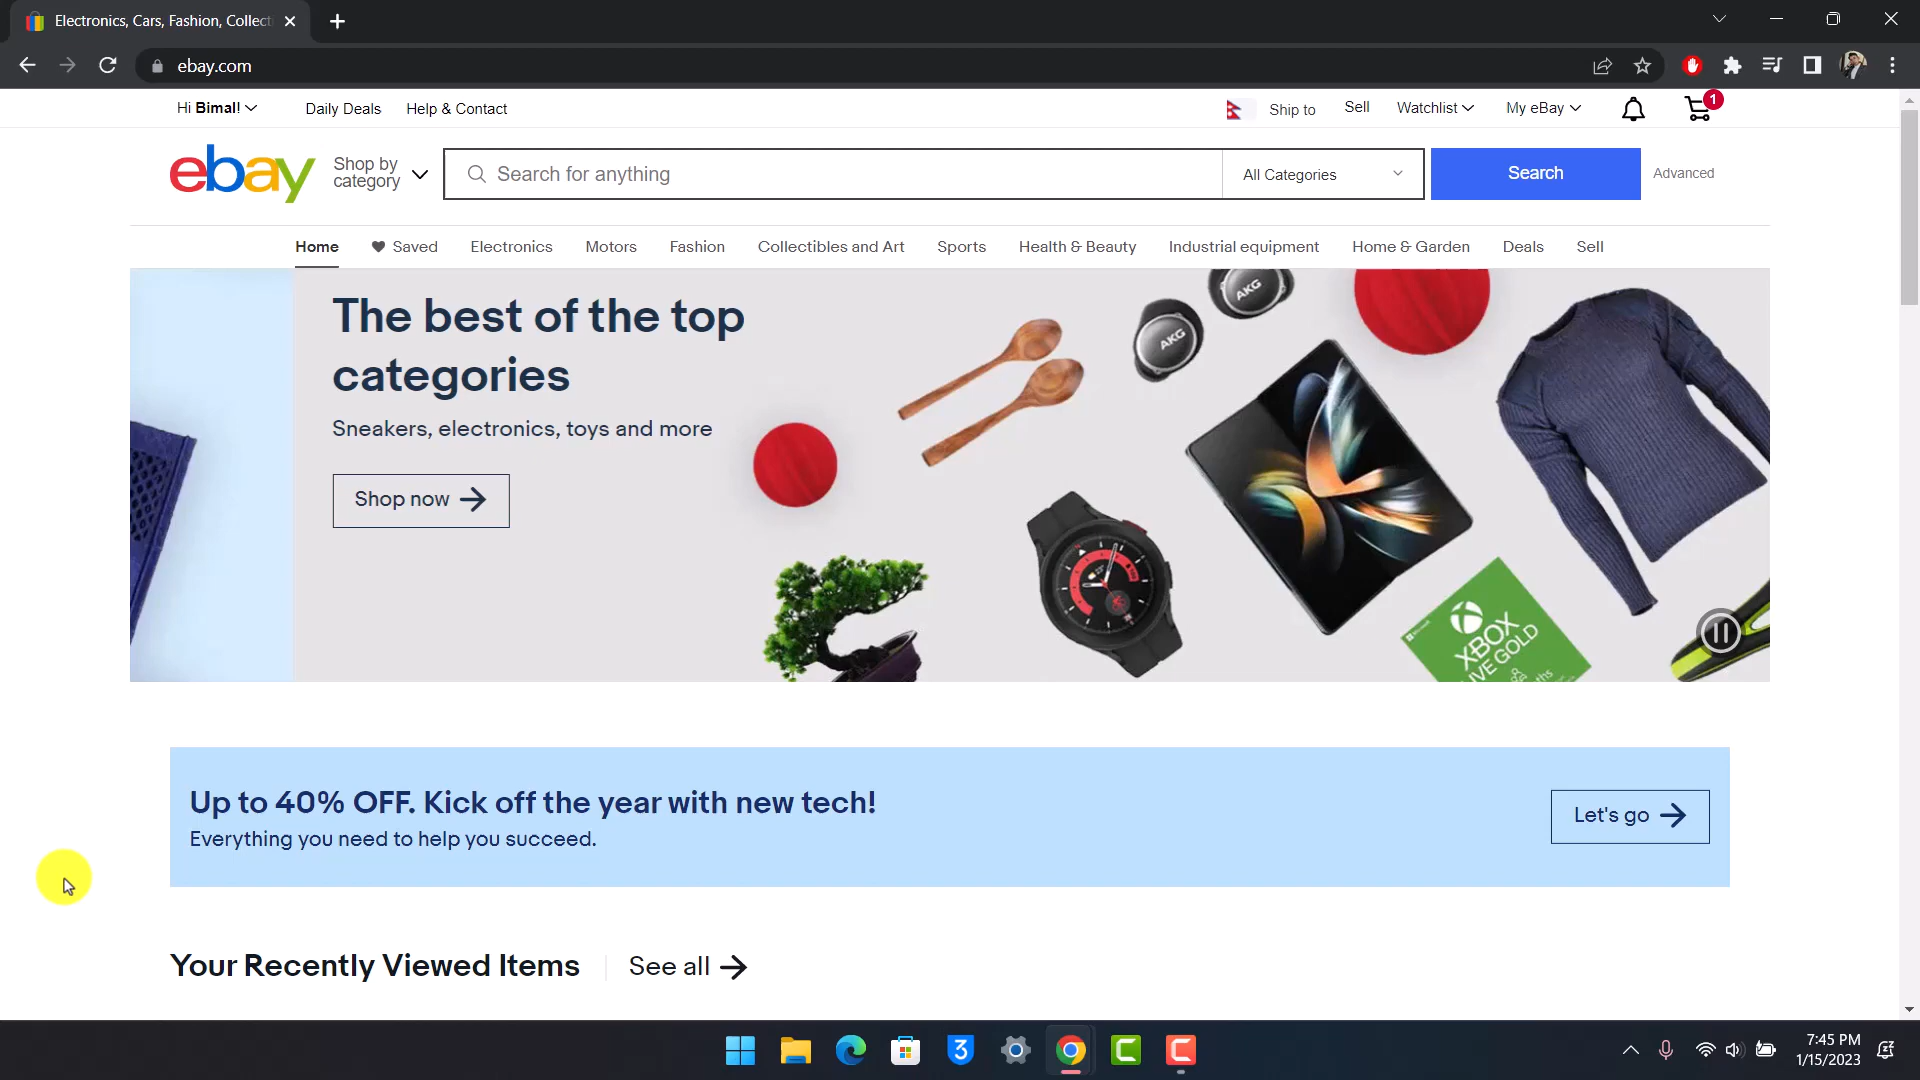 Electronics, Cars, Fashion, Collect
ebay.com
Hi Bimal!
Daily Deals
Help & Contact
Ship to
Sell
Watchlist
My eBay
1
ebay
Shop by
category
Search for anything
All Categories
Search
Advanced
Home
Saved
Electronics
Motors
Fashion
Collectibles and Art
Sports
Health & Beauty
Industrial equipment
Home & Garden
Deals
Sell
The best of the top
categories
Sneakers, electronics, toys and more
Shop now
AKG
AKG
XBOX
LIVE GOLD
Up to 40% OFF. Kick off the year with new tech!
Everything you need to help you succeed.
Let's go
Your Recently Viewed Items
See all
3
7:45 PM
1/15/2023